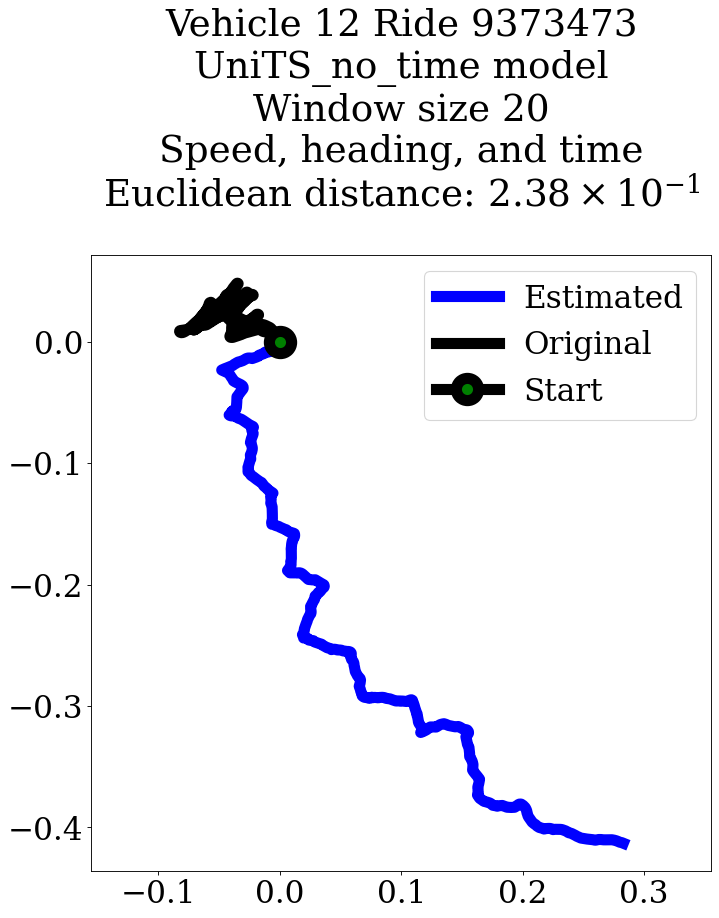 Vehicle 12 Ride 9373473
UniTS_no_time model
Window size 20
Speed, heading, and time
Euclidean distance: 2.38 × 10⁻¹
Estimated
Original
Start
0.0
−0.1
−0.2
−0.3
−0.4
−0.1 0.0 0.1 0.2 0.3